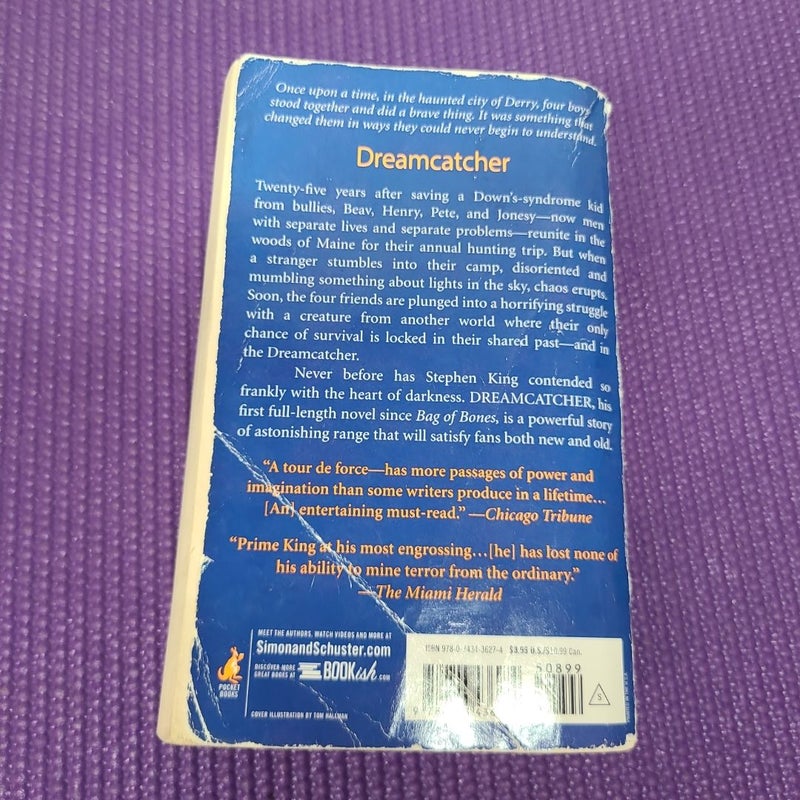 Once upon a time, in the haunted city of Derry, four boys
stood together and did a brave thing. It was something that
changed them in ways they could never begin to understand.
Dreamcatcher
Twenty-five years after saving a Down's-syndrome kid
from bullies, Beav, Henry, Pete, and Jonesy—now men
with separate lives and separate problems—reunite in the
woods of Maine for their annual hunting trip. But when
a stranger stumbles into their camp, disoriented and
mumbling something about lights in the sky, chaos erupts.
Soon, the four friends are plunged into a horrifying struggle
with a creature from another world where their only
chance of survival is locked in their shared past—and in
the Dreamcatcher.
Never before has Stephen King contended so
frankly with the heart of darkness. DREAMCATCHER, his
first full-length novel since Bag of Bones, is a powerful story
of astonishing range that will satisfy fans both new and old.
“A tour de force—has more passages of power and
imagination than some writers produce in a lifetime...
[An] entertaining must-read.” —Chicago Tribune
“Prime King at his most engrossing...[he] has lost none of
his ability to mine terror from the ordinary.”
—The Miami Herald
MEET THE AUTHORS, WATCH VIDEOS AND MORE AT
SimonandSchuster.com
DISCOVER MORE
GREAT BOOKS AT
BOOKish.COM
POCKET
BOOKS
COVER ILLUSTRATION BY TOM HALLMAN
ISBN 978-0-7434-3627-4 $9.99 U.S./$10.99 Can.
50899
S